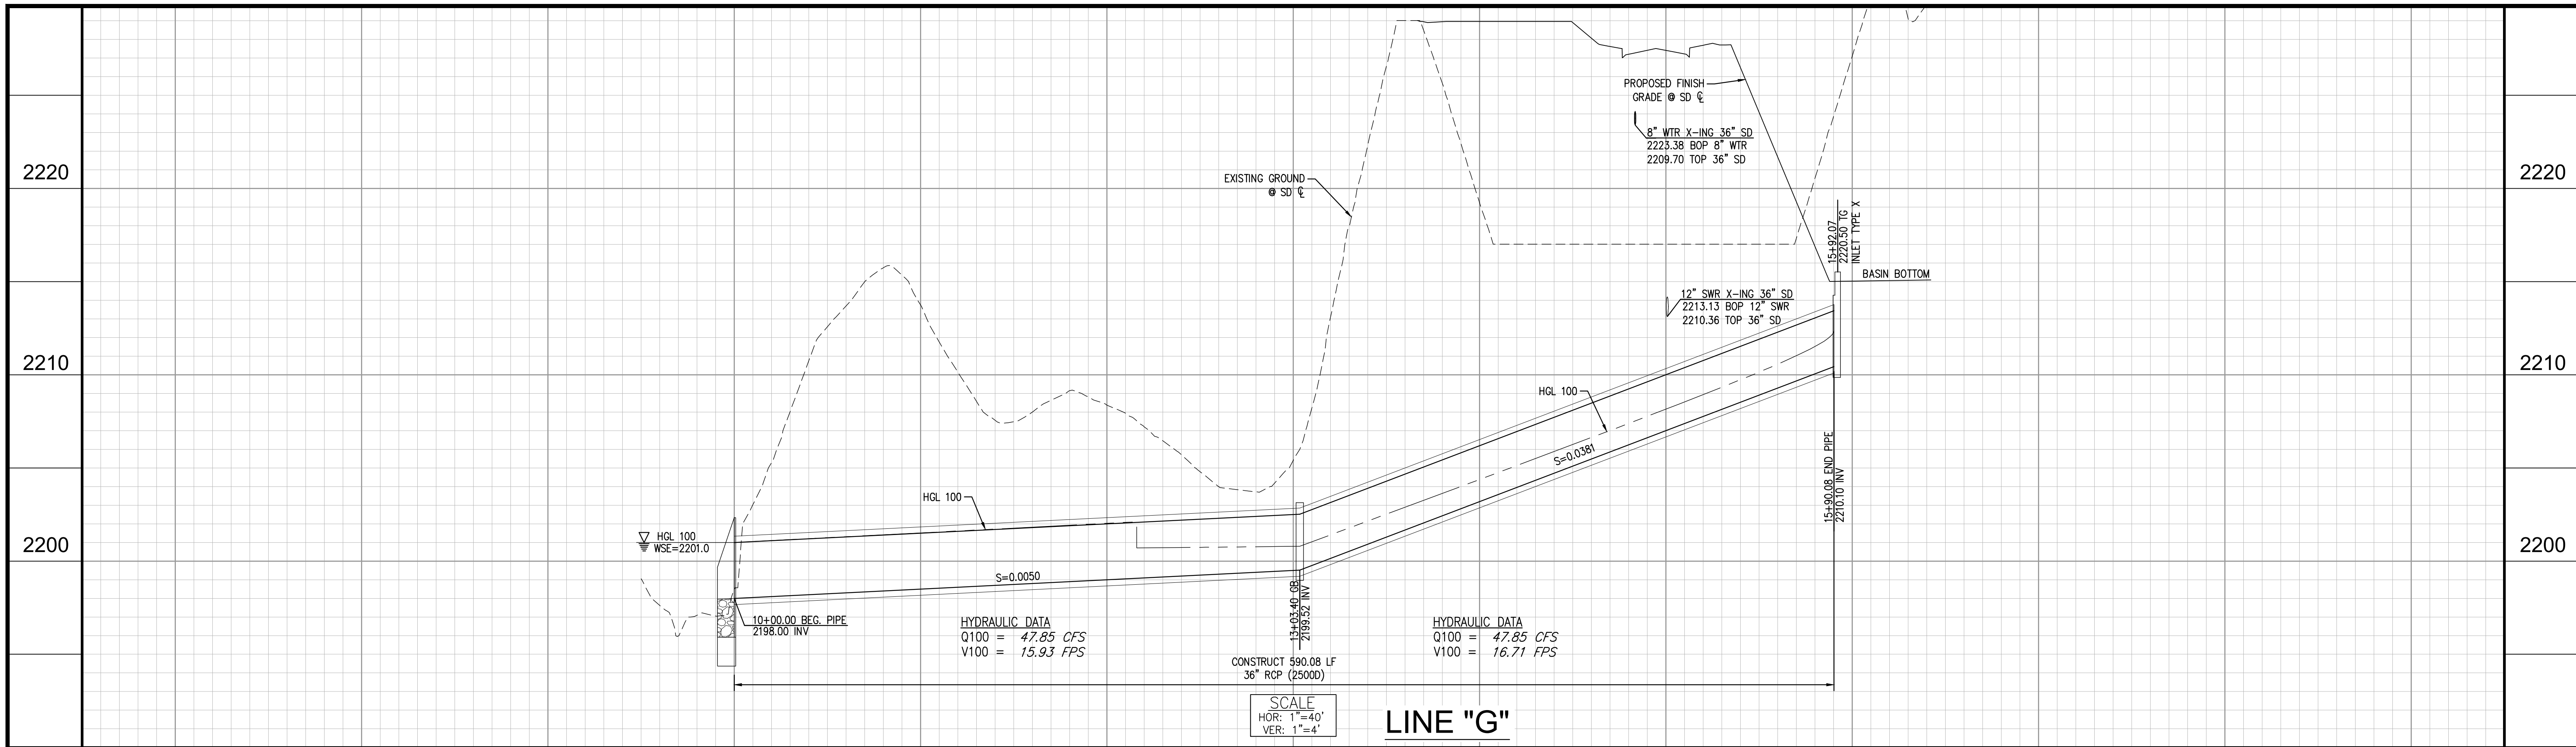 PROPOSED FINISH
GRADE @ SD ℄
8" WTR X-ING 36" SD
2223.38 BOP 8" WTR
2209.70 TOP 36" SD
2220
2220
EXISTING GROUND
@ SD ℄
15+92.07
2220.50 TG
INLET TYPE X
BASIN BOTTOM
12" SWR X-ING 36" SD
2213.13 BOP 12" SWR
2210.36 TOP 36" SD
2210
2210
HGL 100
S=0.0381
15+90.08 END PIPE
2210.10 INV
HGL 100
HGL 100
WSE=2201.0
2200
2200
S=0.0050
10+00.00 BEG. PIPE
2198.00 INV
HYDRAULIC DATA
Q100 = 47.85 CFS
V100 = 15.93 FPS
13+03.40 GB
2199.52 INV
HYDRAULIC DATA
Q100 = 47.85 CFS
V100 = 16.71 FPS
CONSTRUCT 590.08 LF
36" RCP (2500D)
SCALE
HOR: 1"=40'
VER: 1"=4'
LINE "G"